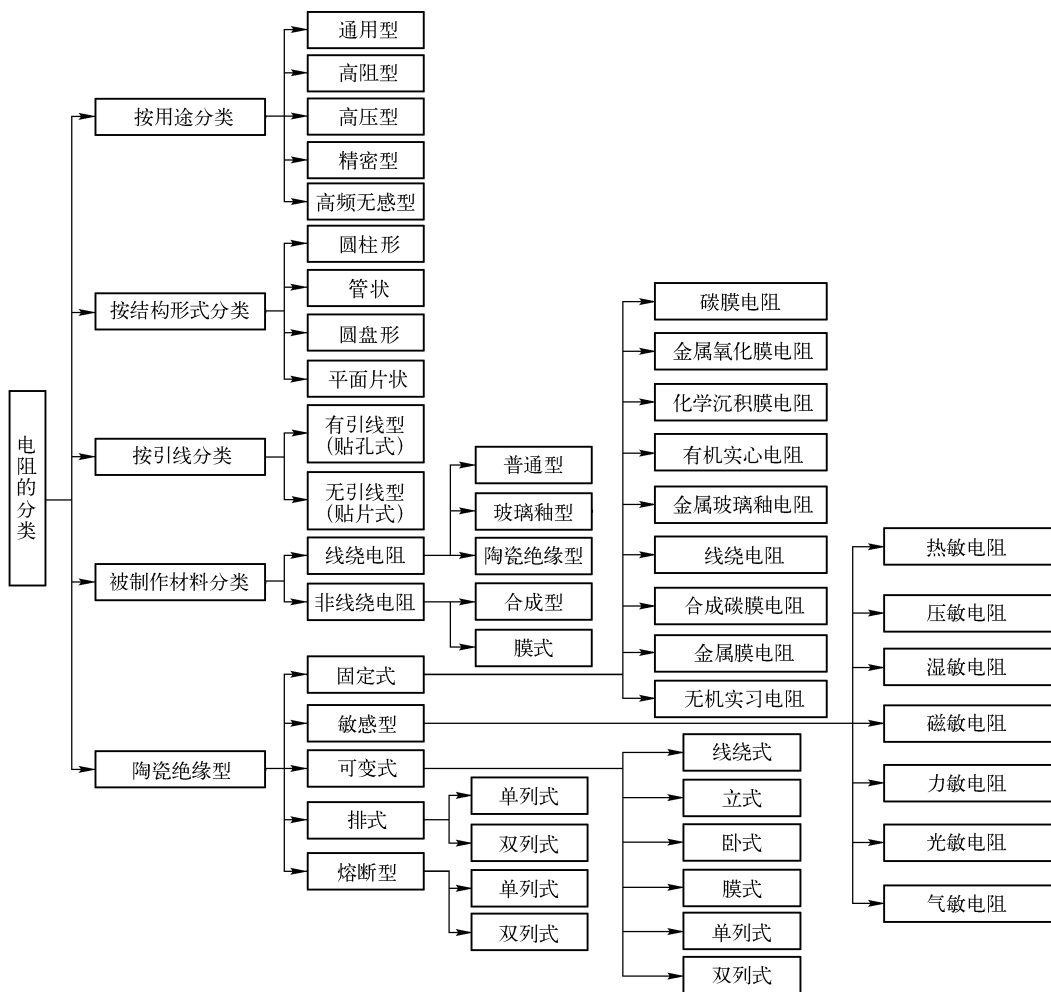 电阻的分类
按用途分类
通用型
高阻型
高压型
精密型
高频无感型
按结构形式分类
圆柱形
管状
圆盘形
平面片状
按引线分类
有引线型
(贴孔式)
无引线型
(贴片式)
被制作材料分类
线绕电阻
普通型
玻璃釉型
陶瓷绝缘型
非线绕电阻
合成型
膜式
陶瓷绝缘型
固定式
碳膜电阻
金属氧化膜电阻
化学沉积膜电阻
有机实心电阻
金属玻璃釉电阻
线绕电阻
合成碳膜电阻
金属膜电阻
无机实习电阻
敏感型
热敏电阻
压敏电阻
湿敏电阻
磁敏电阻
力敏电阻
光敏电阻
气敏电阻
可变式
线绕式
立式
卧式
膜式
单列式
双列式
排式
单列式
双列式
熔断型
单列式
双列式